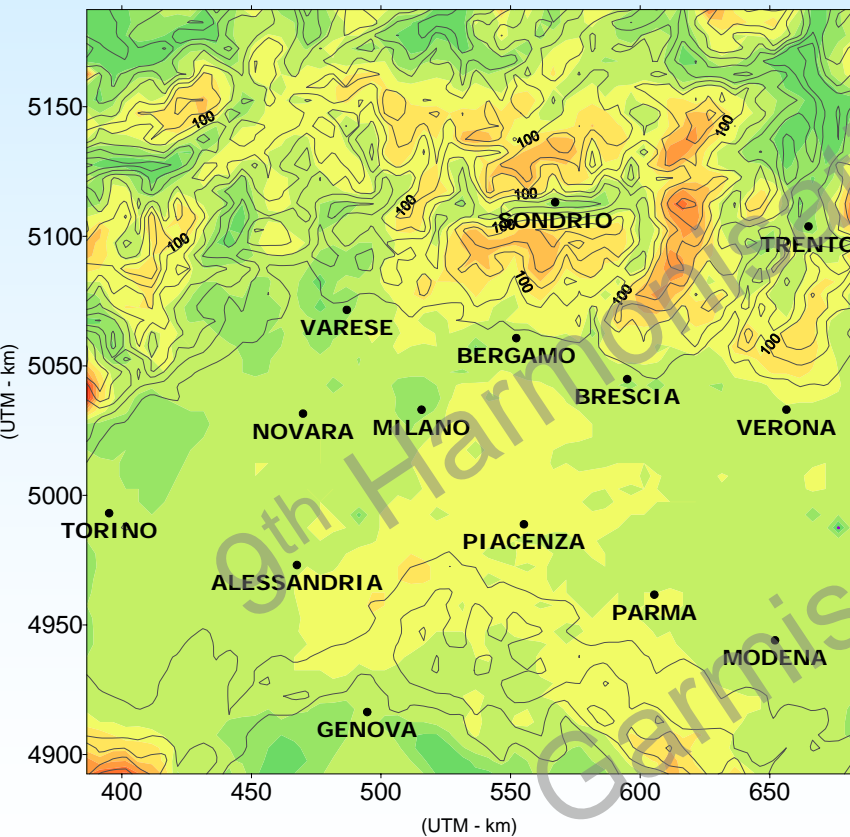 5150
100
100
100
100
SONDRIO
100
100
5100
100
100
TRENTO
100
100
VARESE
BERGAMO
5050
BRESCIA
(UTM - km)
NOVARA
MILANO
VERONA
9th Harmonisat
5000
TORINO
PIACENZA
ALESSANDRIA
PARMA
4950
MODENA
Garmis
GENOVA
4900
400
450
500
550
600
650
(UTM - km)